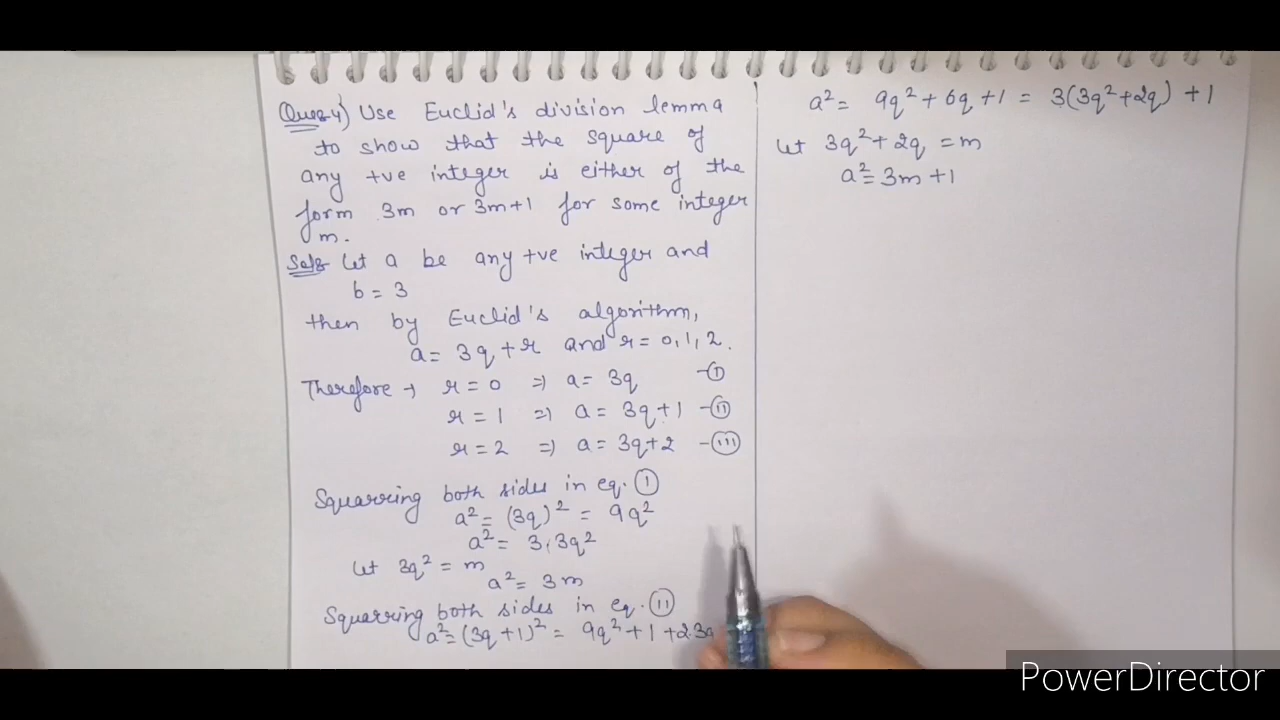 Ques 4) Use Euclid's division lemma
to show that the square of
any +ve integer is either of the
form 3m or 3m+1 for some integer
m.
Sol: Let a be any +ve integer and
b = 3
then by Euclid's algorithm,
a = 3q + r and r = 0, 1, 2.
Therefore → r = 0 => a = 3q -(i)
r = 1 => a = 3q + 1 -(ii)
r = 2 => a = 3q + 2 -(iii)
Squarring both sides in eq. (i)
a² = (3q)² = 9q²
a² = 3.3q²
let 3q² = m
a² = 3m
Squarring both sides in eq. (ii)
a² = (3q + 1)² = 9q² + 1 + 2.3q
a² = 9q² + 6q + 1 = 3(3q² + 2q) + 1
let 3q² + 2q = m
a² = 3m + 1
PowerDirector